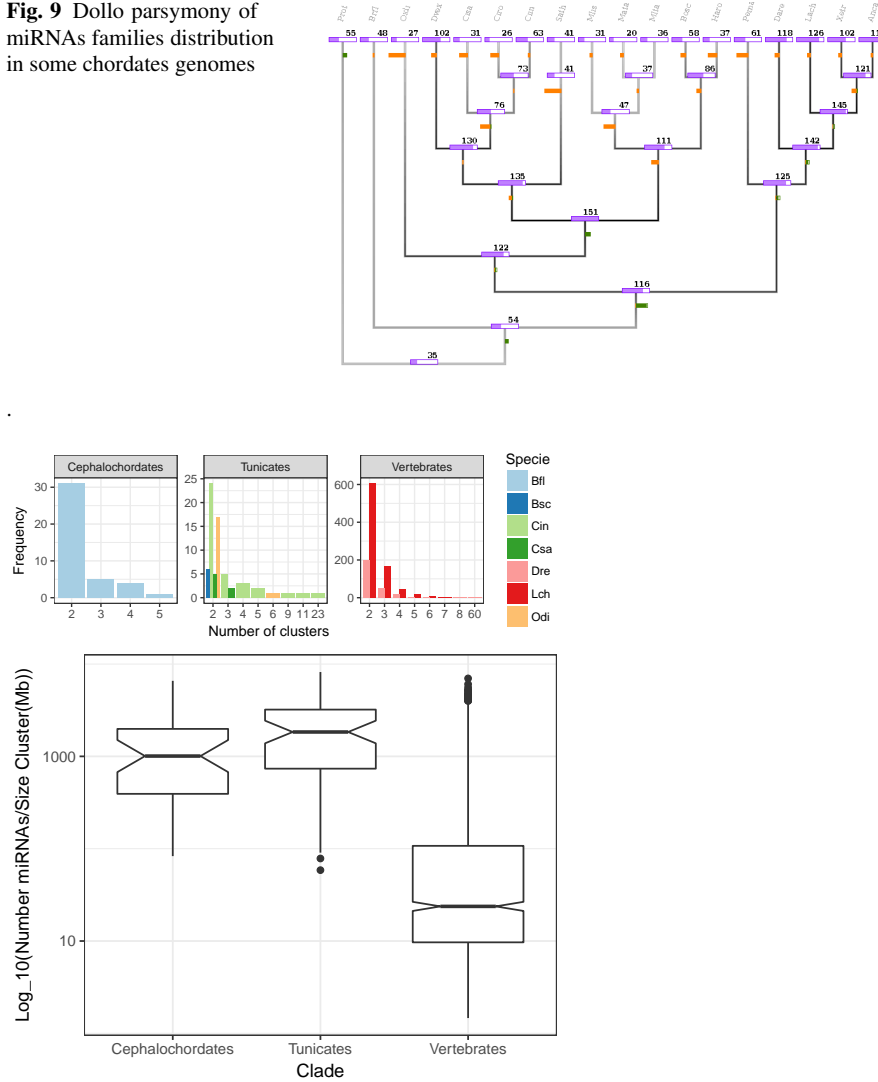 Fig. 9 Dollo parsymony of
miRNAs families distribution
in some chordates genomes
55 48 27 102 31 26 63 41 31 20 36 58 37 61 118 126 102
73 41 37 86 121
76 47 145
130 111 142
135 125
151
122
116
54
35
.
Cephalochordates Tunicates Vertebrates
Frequency
30
20
10
0
2 3 4 5
25
20
15
10
5
0
2 3 4 5 6 9 11 23
600
400
200
0
2 3 4 5 6 7 8 60
Number of clusters
Specie
Bfl
Bsc
Cin
Csa
Dre
Lch
Odi
Log_10(Number miRNAs/Size Cluster(Mb))
1000
10
Cephalochordates Tunicates Vertebrates
Clade